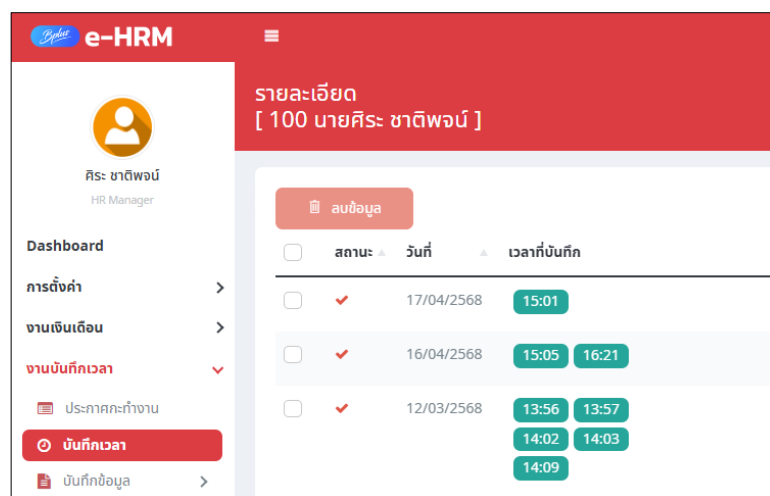 Bplus e-HRM
รายละเอียด
[ 100 นายศิระ ชาติพจน์ ]
ศิระ ชาติพจน์
HR Manager
Dashboard
การตั้งค่า
งานเงินเดือน
งานบันทึกเวลา
ประกาศกะทำงาน
บันทึกเวลา
บันทึกข้อมูล
ลบข้อมูล
สถานะ วันที่ เวลาที่บันทึก
17/04/2568 15:01
16/04/2568 15:05 16:21
12/03/2568 13:56 13:57
14:02 14:03
14:09